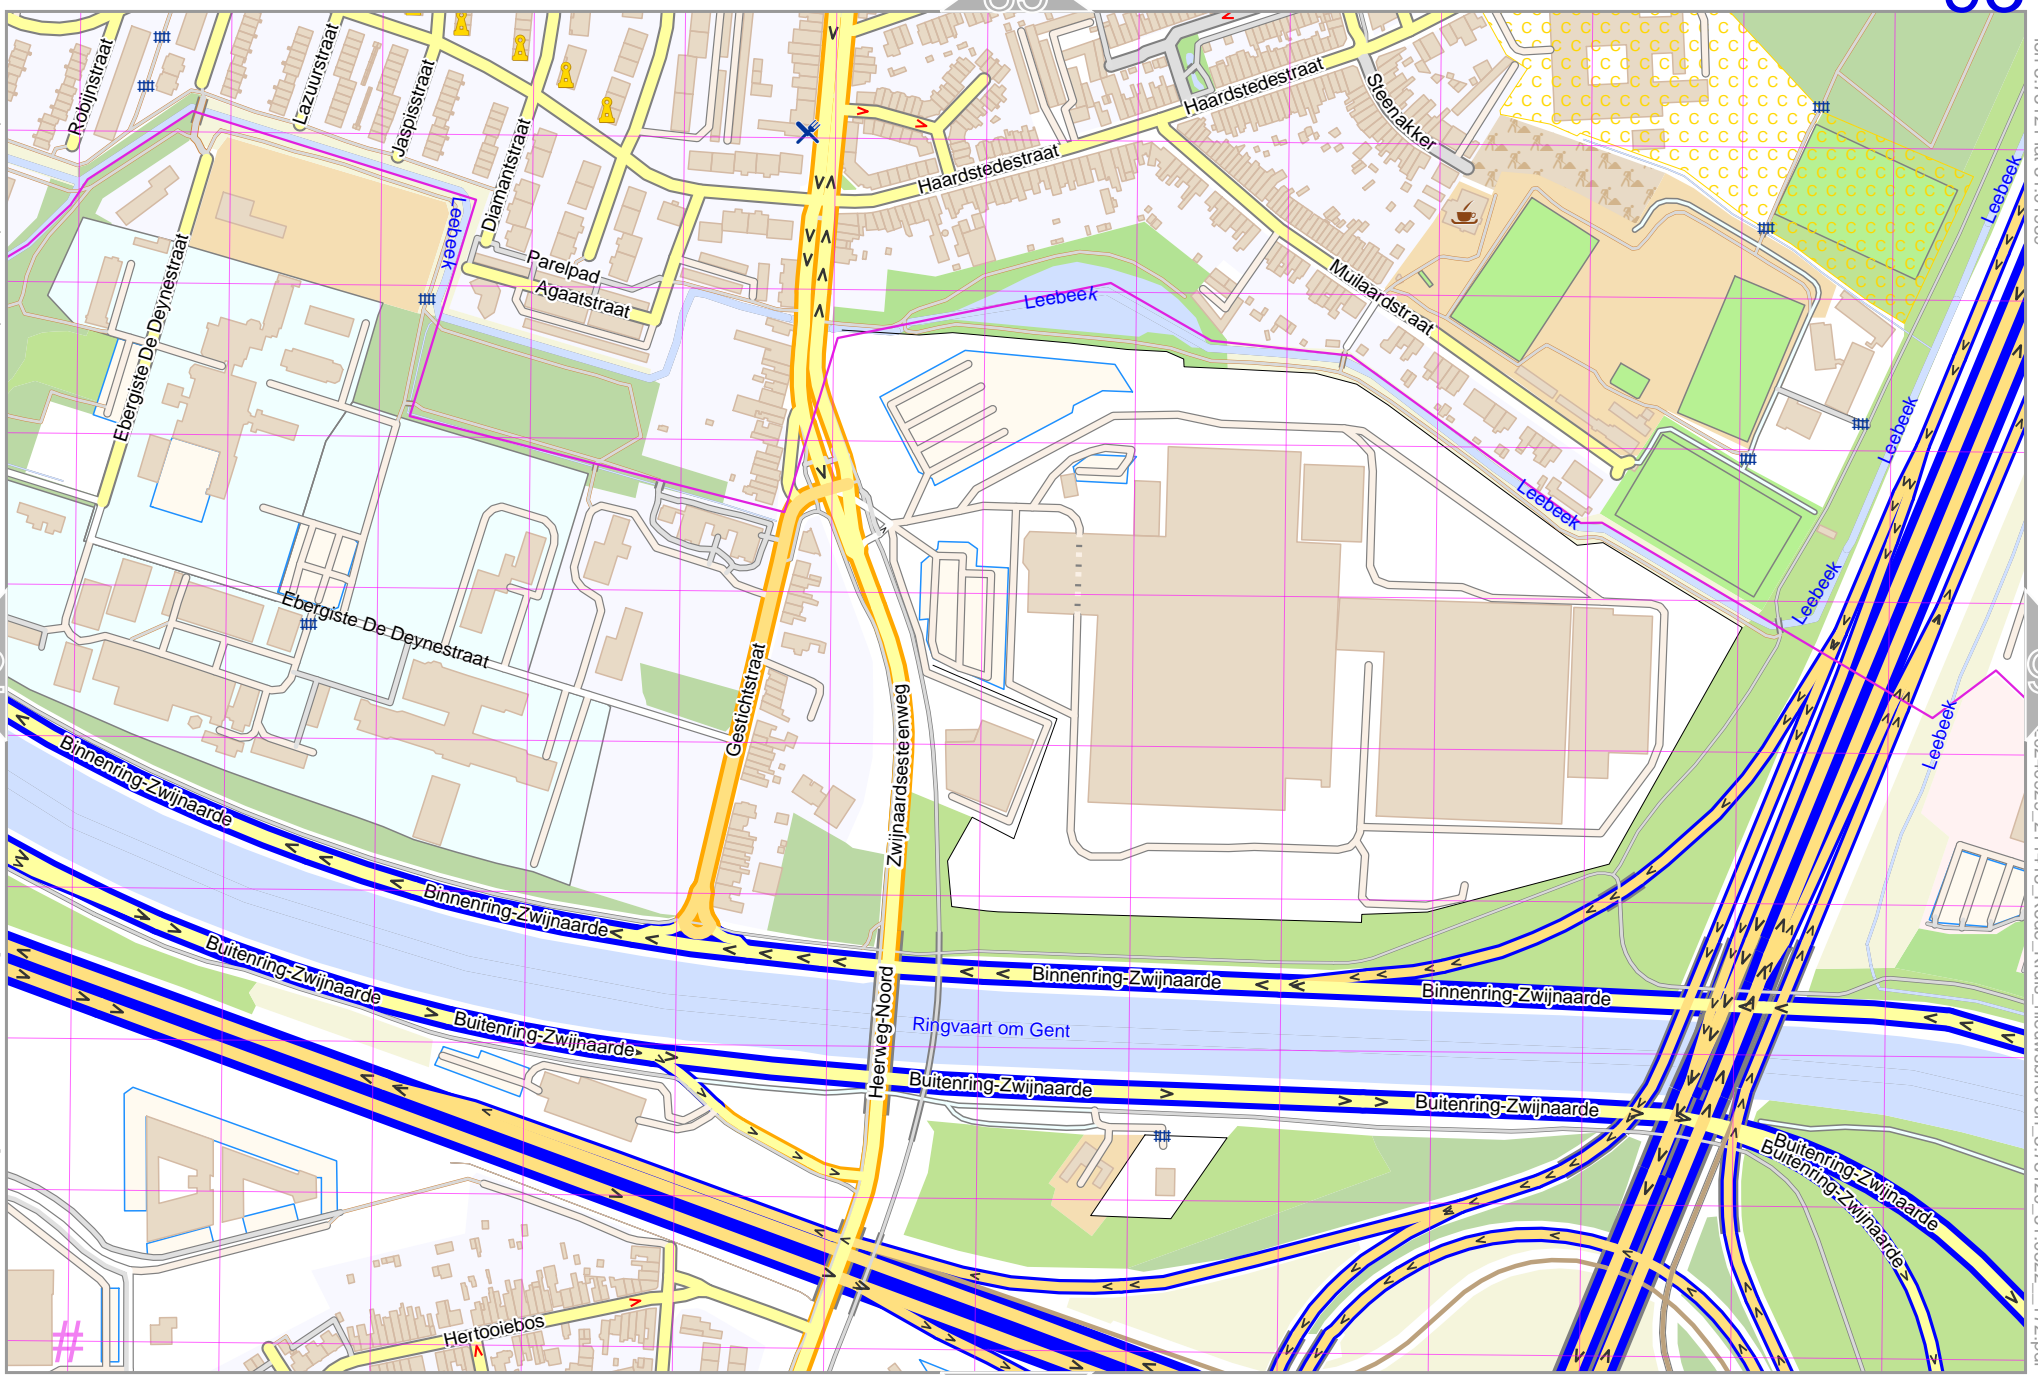 Robijnstraat
Lazuurstraat
Jaspisstraat
Diamantstraat
Haardstedestraat
Steenakker
Haardstedestraat
Leebeek
Leebeek
Ebergiste De Deynestraat
Parelpad
Agaatstraat
Leebeek
Muilaardstraat
Leebeek
Leebeek
Leebeek
Ebergiste De Deynestraat
Gestichtstraat
Zwijnaardsesteenweg
Leebeek
Binnenring-Zwijnaarde
Binnenring-Zwijnaarde
Buitenring-Zwijnaarde
Binnenring-Zwijnaarde
Binnenring-Zwijnaarde
Heerweg-Noord
Ringvaart om Gent
Buitenring-Zwijnaarde
Buitenring-Zwijnaarde
Buitenring-Zwijnaarde
Buitenring-Zwijnaarde
Buitenring-Zwijnaarde
Hertooiebos
#